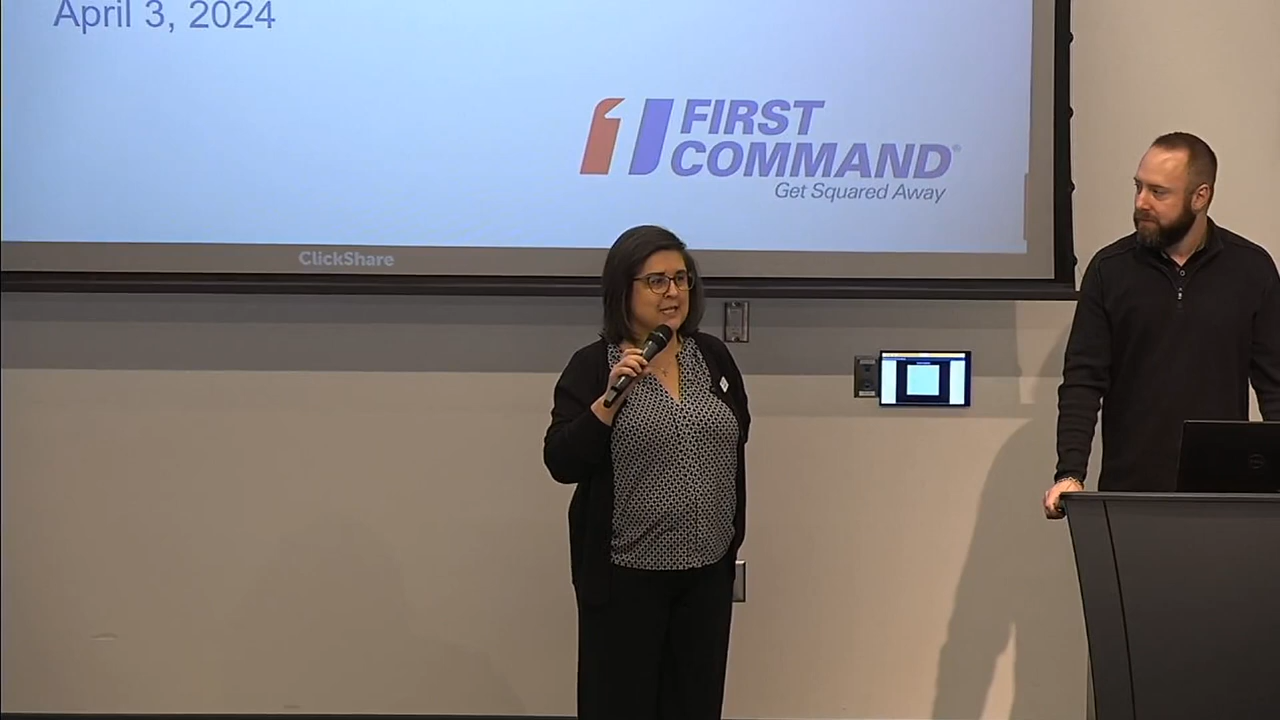 April 3, 2024
FIRST
COMMAND®
Get Squared Away
ClickShare